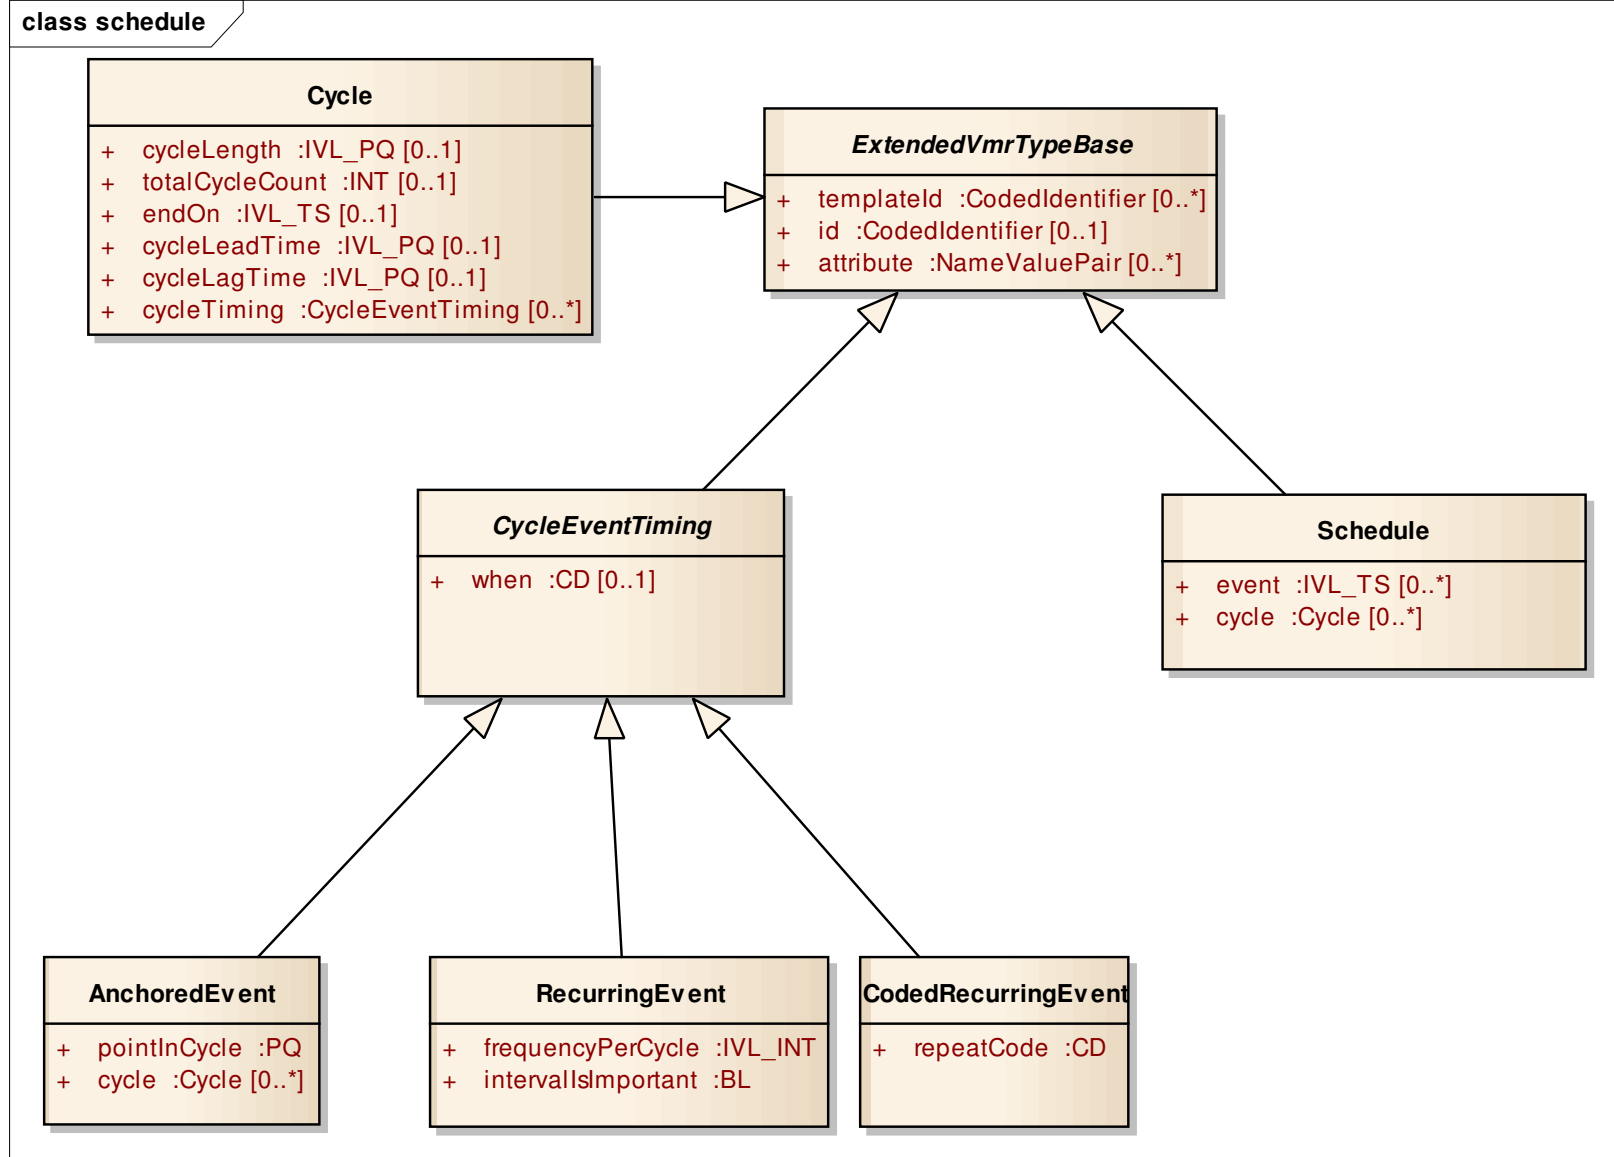 class schedule
Cycle
+ cycleLength :IVL_PQ [0..1]
+ totalCycleCount :INT [0..1]
+ endOn :IVL_TS [0..1]
+ cycleLeadTime :IVL_PQ [0..1]
+ cycleLagTime :IVL_PQ [0..1]
+ cycleTiming :CycleEventTiming [0..*]
ExtendedVmrTypeBase
+ templateId :CodedIdentifier [0..*]
+ id :CodedIdentifier [0..1]
+ attribute :NameValuePair [0..*]
CycleEventTiming
+ when :CD [0..1]
Schedule
+ event :IVL_TS [0..*]
+ cycle :Cycle [0..*]
AnchoredEvent
+ pointInCycle :PQ
+ cycle :Cycle [0..*]
RecurringEvent
+ frequencyPerCycle :IVL_INT
+ intervalIsImportant :BL
CodedRecurringEvent
+ repeatCode :CD